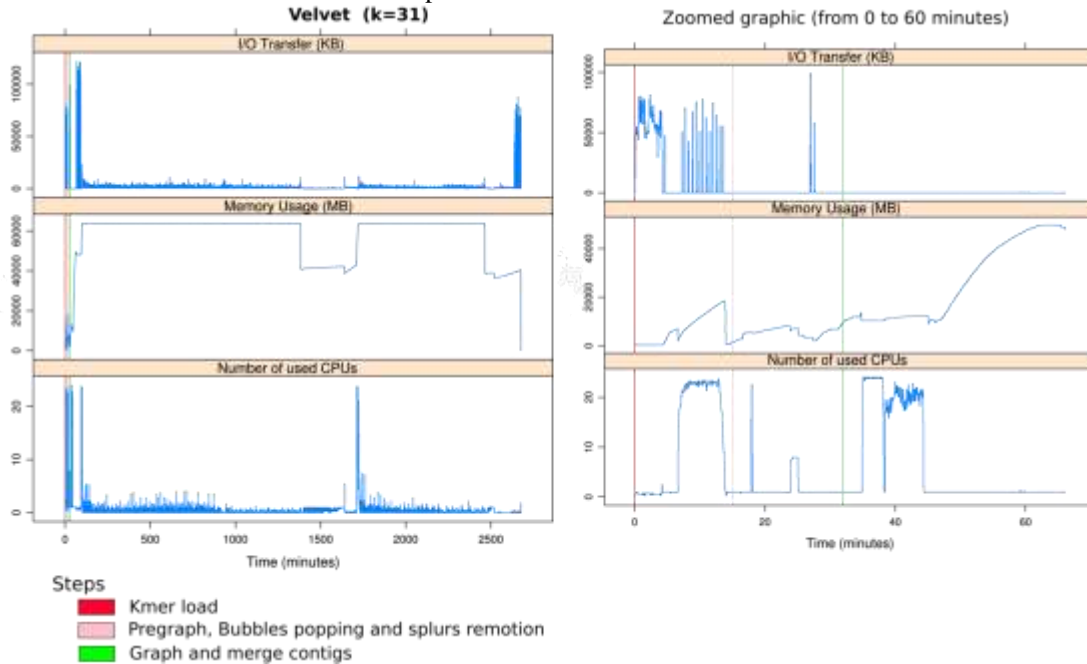 Velvet (k=31)
I/O Transfer (KB)
0 50000 100000
Memory Usage (MB)
0 20000 40000 60000
Number of used CPUs
0 10 20
0 500 1000 1500 2000 2500
Time (minutes)
Zoomed graphic (from 0 to 60 minutes)
I/O Transfer (KB)
0 50000 100000
Memory Usage (MB)
0 20000 40000
Number of used CPUs
0 10 20
0 20 40 60
Time (minutes)
Steps
Kmer load
Pregraph, Bubbles popping and splurs remotion
Graph and merge contigs